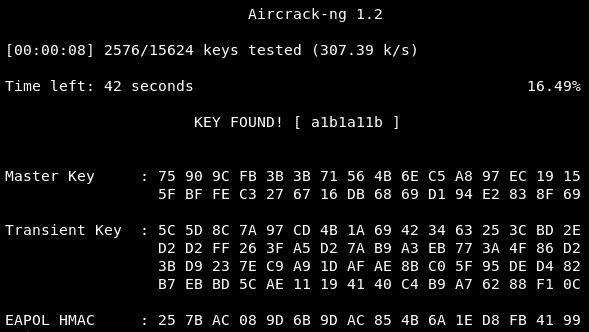 Aircrack-ng 1.2
[00:00:08] 2576/15624 keys tested (307.39 k/s)
Time left: 42 seconds 16.49%
KEY FOUND! [ a1b1a11b ]
Master Key : 75 90 9C FB 3B 3B 71 56 4B 6E C5 A8 97 EC 19 15
5F BF FE C3 27 67 16 DB 68 69 D1 94 E2 83 8F 69
Transient Key : 5C 5D 8C 7A 97 CD 4B 1A 69 42 34 63 25 3C BD 2E
D2 D2 FF 26 3F A5 D2 7A B9 A3 EB 77 3A 4F 86 D2
3B D9 23 7E C9 A9 1D AF AE 8B C0 5F 95 DE D4 82
B7 EB BD 5C AE 11 19 41 40 C4 B9 A7 62 88 F1 0C
EAPOL HMAC : 25 7B AC 08 9D 6B 9D AC 85 4B 6A 1E D8 FB 41 99